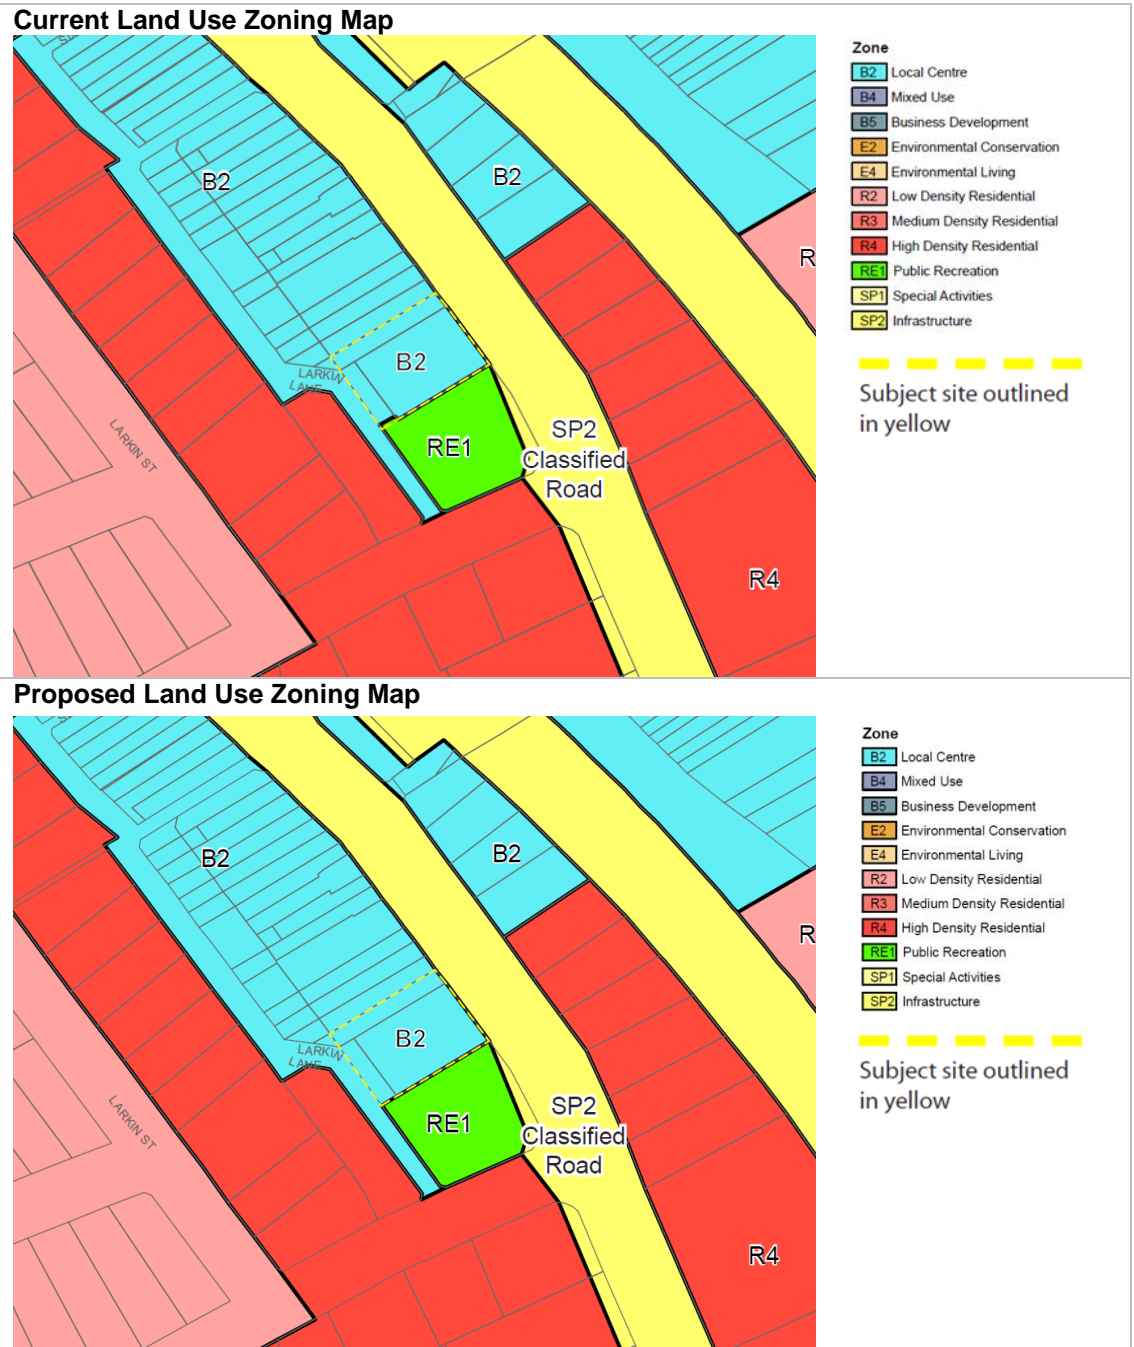 Current Land Use Zoning Map
B2
B2
R
B2
LARKIN
LANE
LARKIN ST
RE1
SP2
Classified
Road
R4
Zone
B2 Local Centre
B4 Mixed Use
B5 Business Development
E2 Environmental Conservation
E4 Environmental Living
R2 Low Density Residential
R3 Medium Density Residential
R4 High Density Residential
RE1 Public Recreation
SP1 Special Activities
SP2 Infrastructure
Subject site outlined
in yellow
Proposed Land Use Zoning Map
B2
B2
R
B2
LARKIN
LANE
LARKIN ST
RE1
SP2
Classified
Road
R4
Zone
B2 Local Centre
B4 Mixed Use
B5 Business Development
E2 Environmental Conservation
E4 Environmental Living
R2 Low Density Residential
R3 Medium Density Residential
R4 High Density Residential
RE1 Public Recreation
SP1 Special Activities
SP2 Infrastructure
Subject site outlined
in yellow